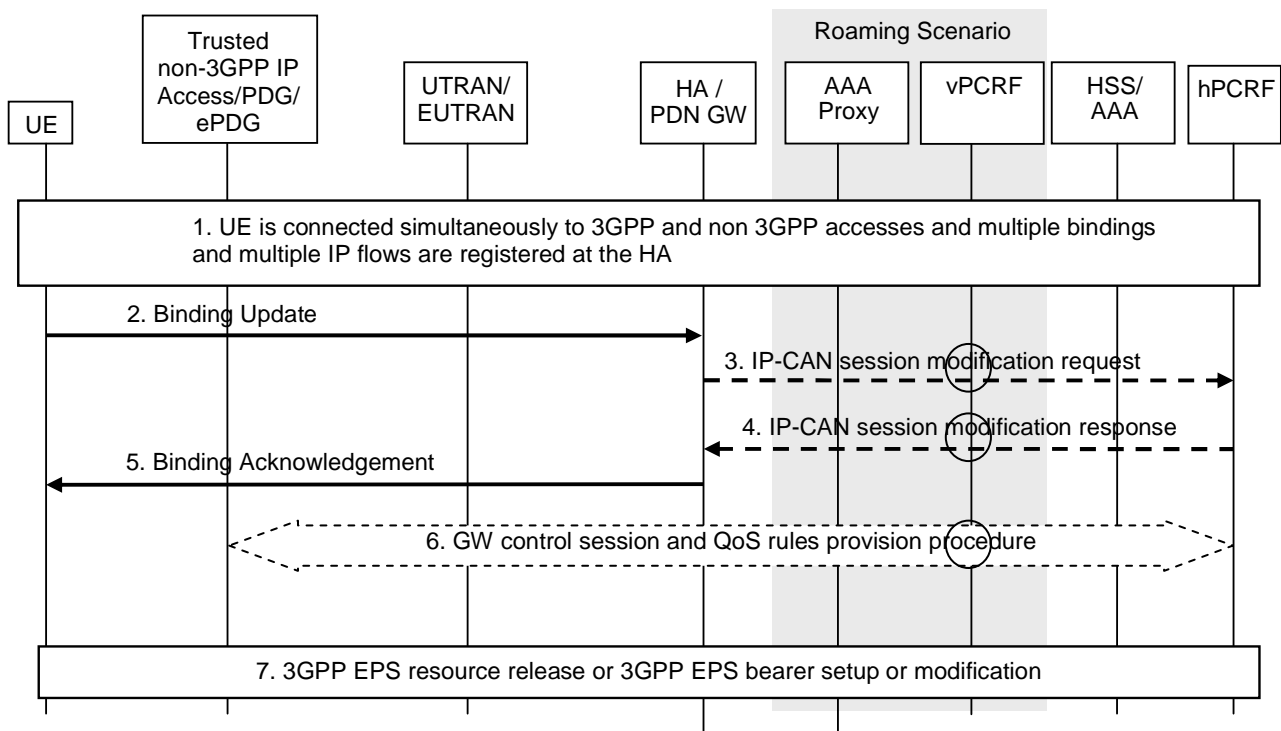 Roaming Scenario
Trusted
non-3GPP IP
Access/PDG/
ePDG
UE
UTRAN/
EUTRAN
HA /
PDN GW
AAA
Proxy
vPCRF
HSS/
AAA
hPCRF
1. UE is connected simultaneously to 3GPP and non 3GPP accesses and multiple bindings
and multiple IP flows are registered at the HA
2. Binding Update
3. IP-CAN session modification request
4. IP-CAN session modification response
5. Binding Acknowledgement
6. GW control session and QoS rules provision procedure
7. 3GPP EPS resource release or 3GPP EPS bearer setup or modification